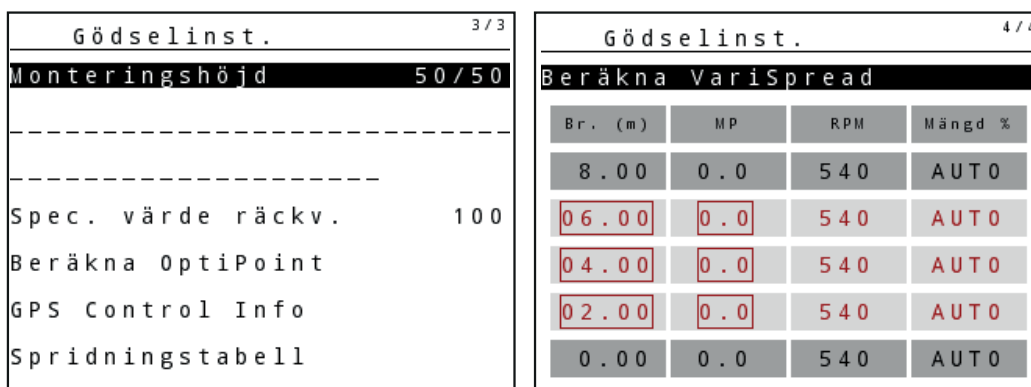 Gödselinst. 3/3
Monteringshöjd 50/50
_ _ _ _ _ _ _ _ _ _ _ _ _ _ _ _ _ _ _ _ _ _ _ _ _ _ _
_ _ _ _ _ _ _ _ _ _ _ _ _ _ _ _ _ _ _ _
Spec. värde räckv. 100
Beräkna OptiPoint
GPS Control Info
Spridningstabell
Gödselinst. 4/4
Beräkna VariSpread
Br. (m) MP RPM Mängd %
8.00 0.0 540 AUTO
06.00 0.0 540 AUTO
04.00 0.0 540 AUTO
02.00 0.0 540 AUTO
0.00 0.0 540 AUTO